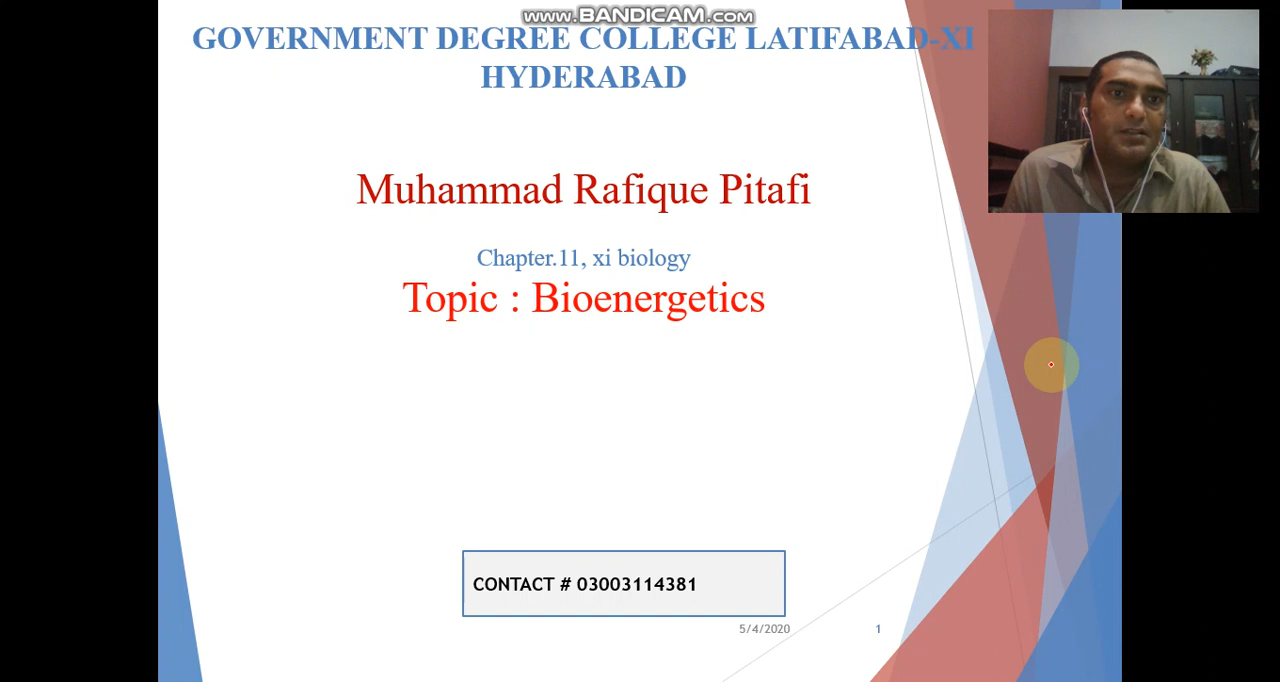 www.BANDICAM.com
GOVERNMENT DEGREE COLLEGE LATIFABAD-XI
HYDERABAD
Muhammad Rafique Pitafi
Chapter.11, xi biology
Topic : Bioenergetics
CONTACT # 03003114381
5/4/2020
1